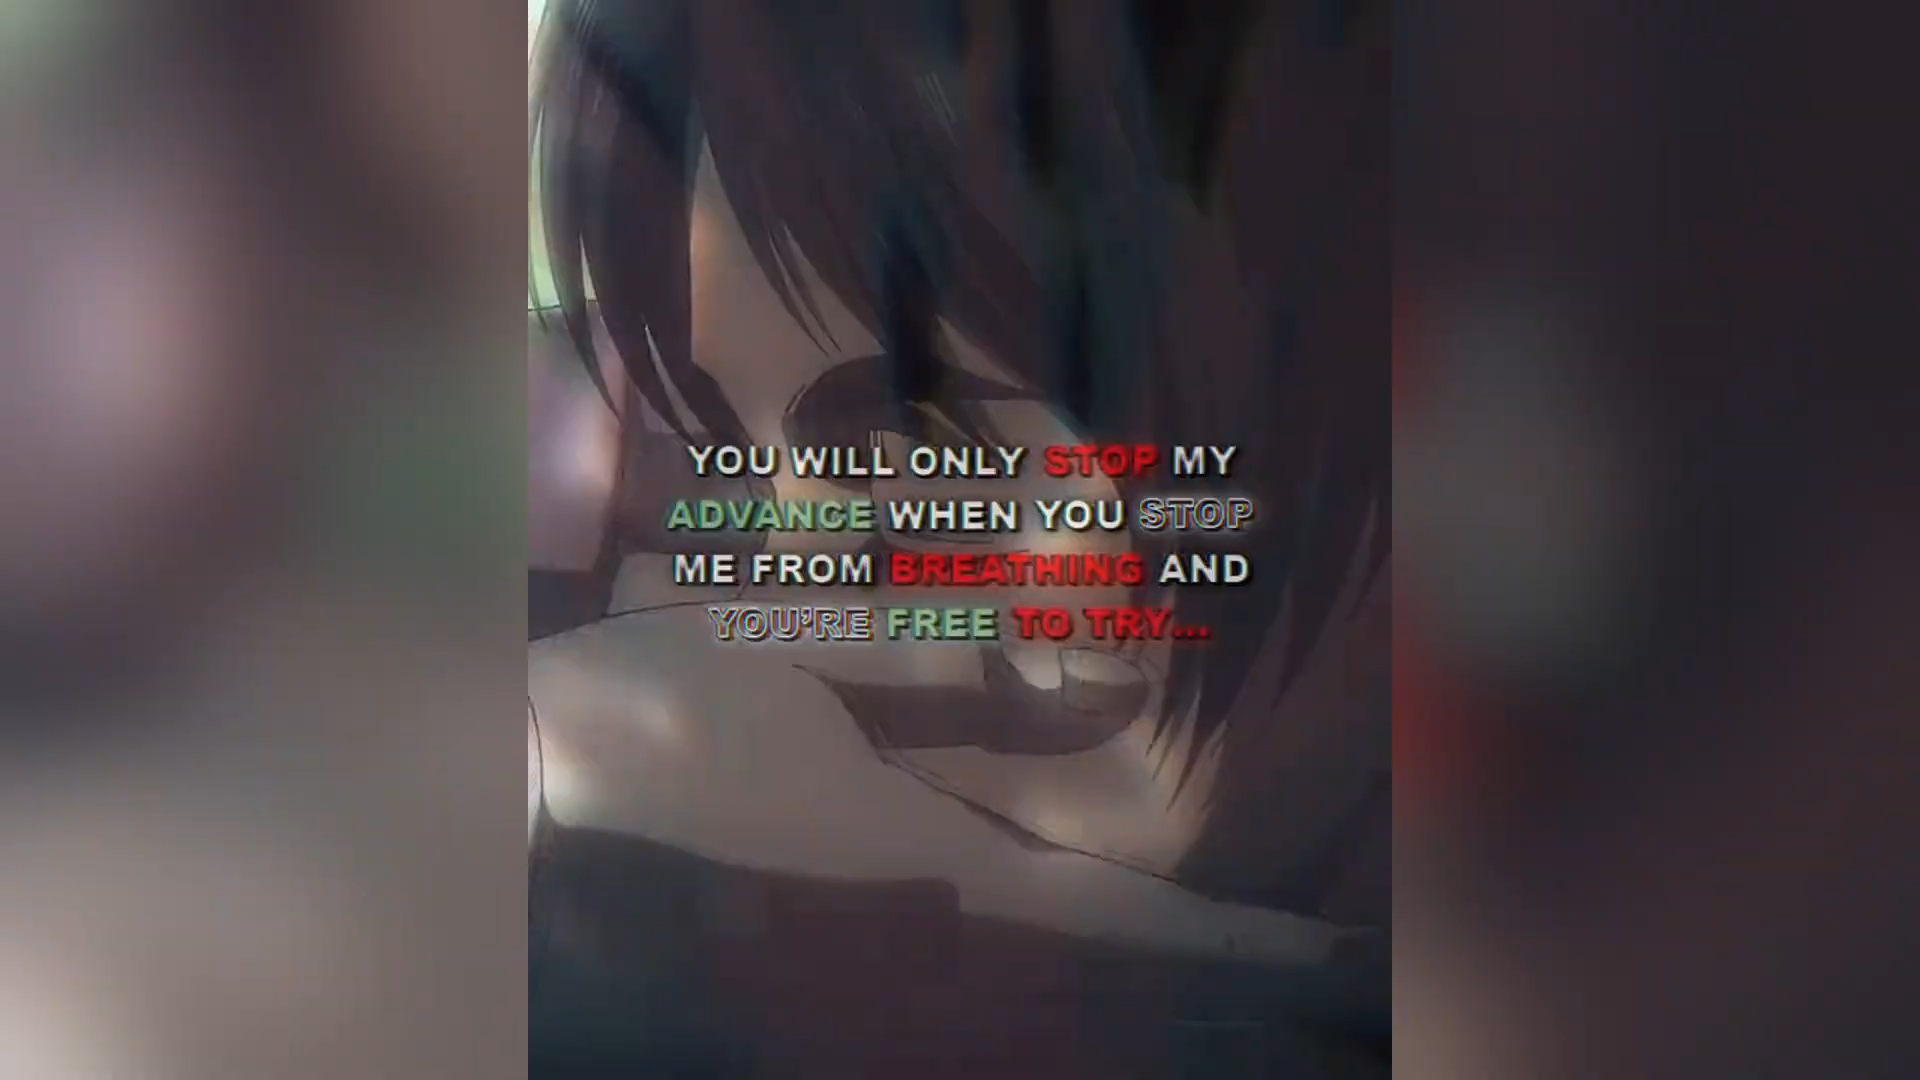 YOU WILL ONLY STOP MY
ADVANCE WHEN YOU STOP
ME FROM BREATHING AND
YOU'RE FREE TO TRY...